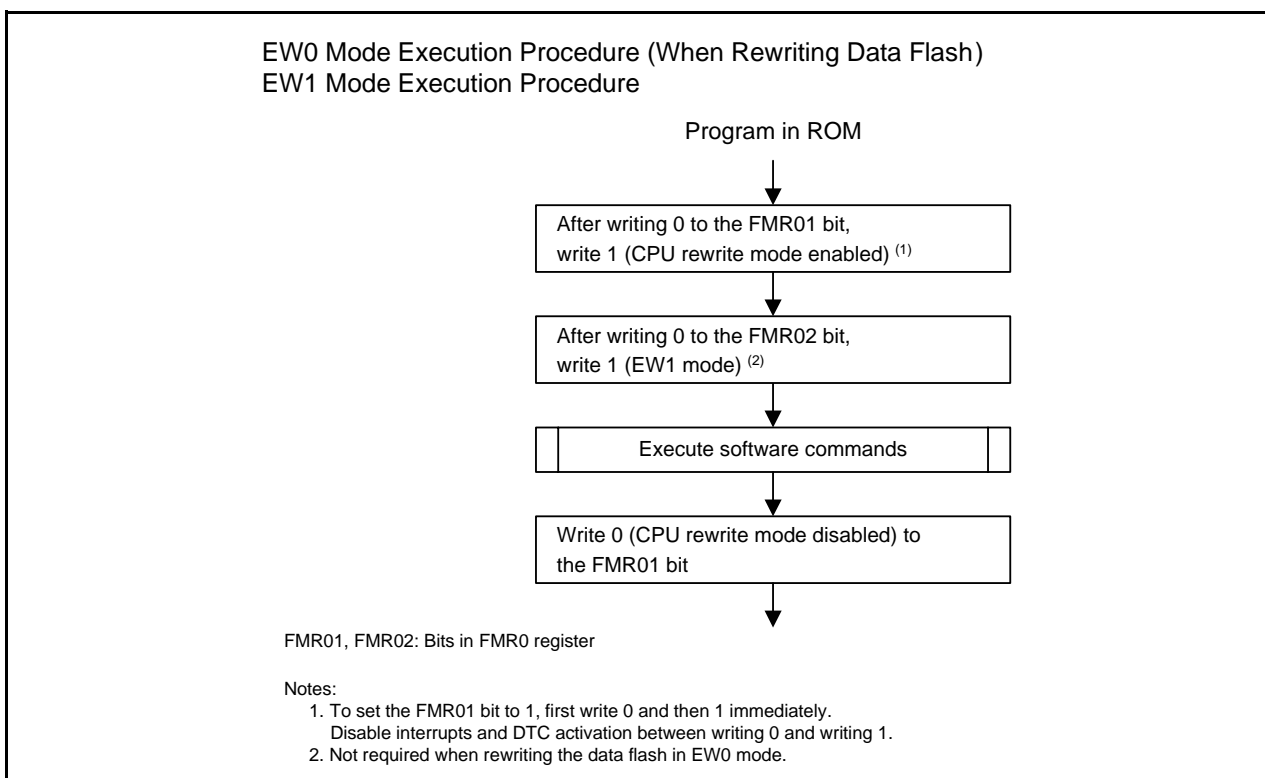 EW0 Mode Execution Procedure (When Rewriting Data Flash)
EW1 Mode Execution Procedure
Program in ROM
After writing 0 to the FMR01 bit,
write 1 (CPU rewrite mode enabled) (1)
After writing 0 to the FMR02 bit,
write 1 (EW1 mode) (2)
Execute software commands
Write 0 (CPU rewrite mode disabled) to
the FMR01 bit
FMR01, FMR02: Bits in FMR0 register
Notes:
1. To set the FMR01 bit to 1, first write 0 and then 1 immediately.
Disable interrupts and DTC activation between writing 0 and writing 1.
2. Not required when rewriting the data flash in EW0 mode.